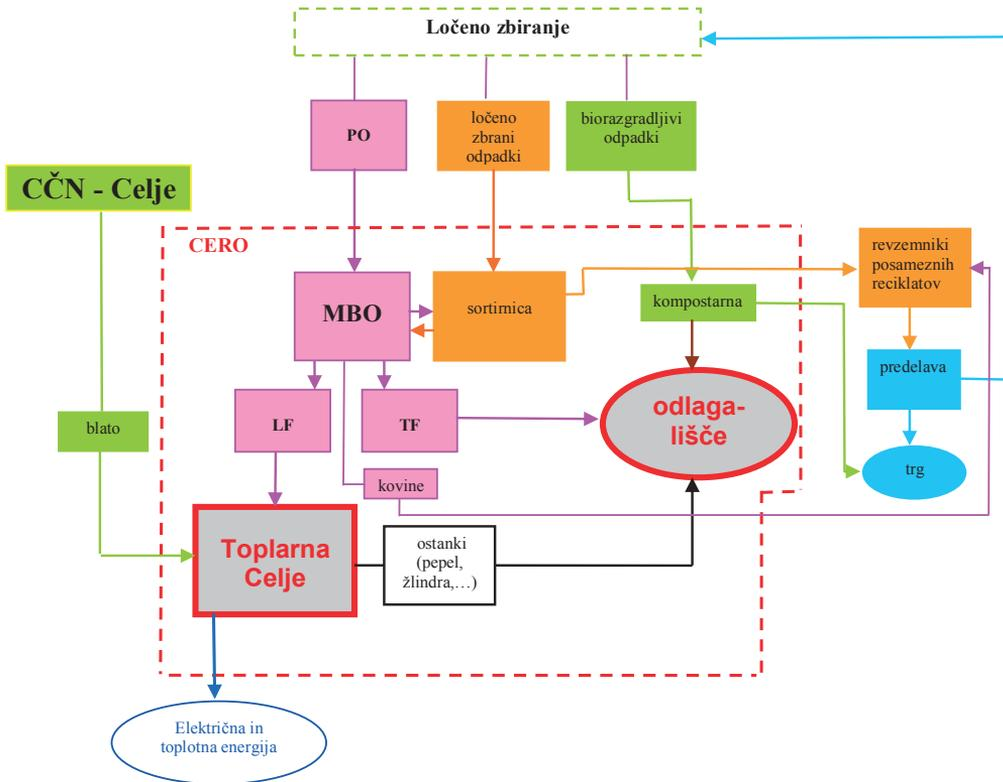 Ločeno zbiranje
PO
ločeno
zbrani
odpadki
biorazgradljivi
odpadki
CČN - Celje
CERO
revzemniki
posameznih
reciklatov
MBO
sortirnica
kompostarna
predelava
LF
TF
odlaga-
lišče
blato
kovine
trg
Toplarna
Celje
ostanki
(pepel,
žlindra,…)
Električna in
toplotna energija